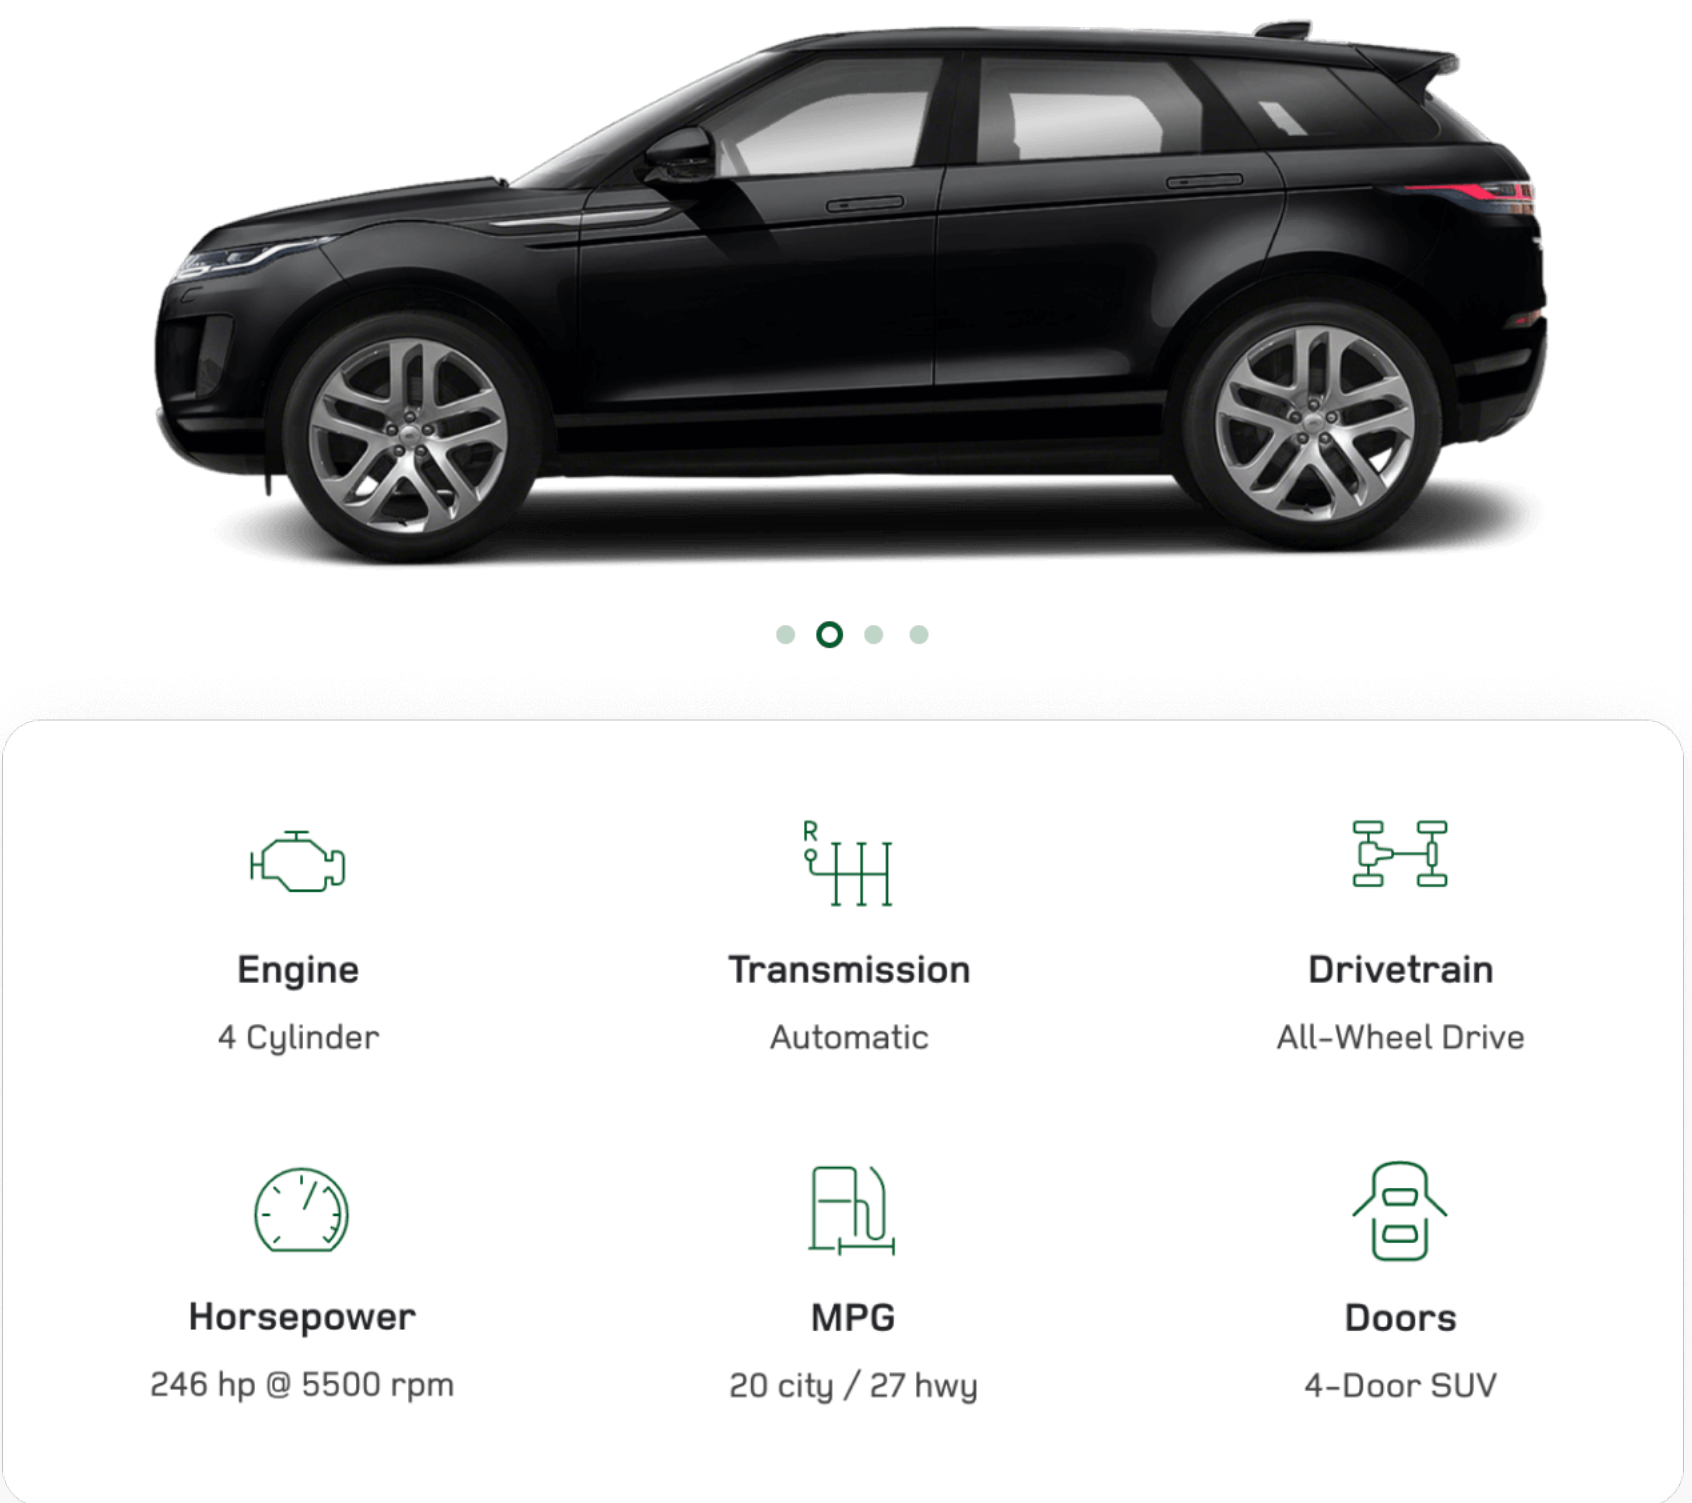 R
Engine
Transmission
Drivetrain
4 Cylinder
Automatic
All-Wheel Drive
Horsepower
MPG
Doors
246 hp @ 5500 rpm
20 city / 27 hwy
4-Door SUV